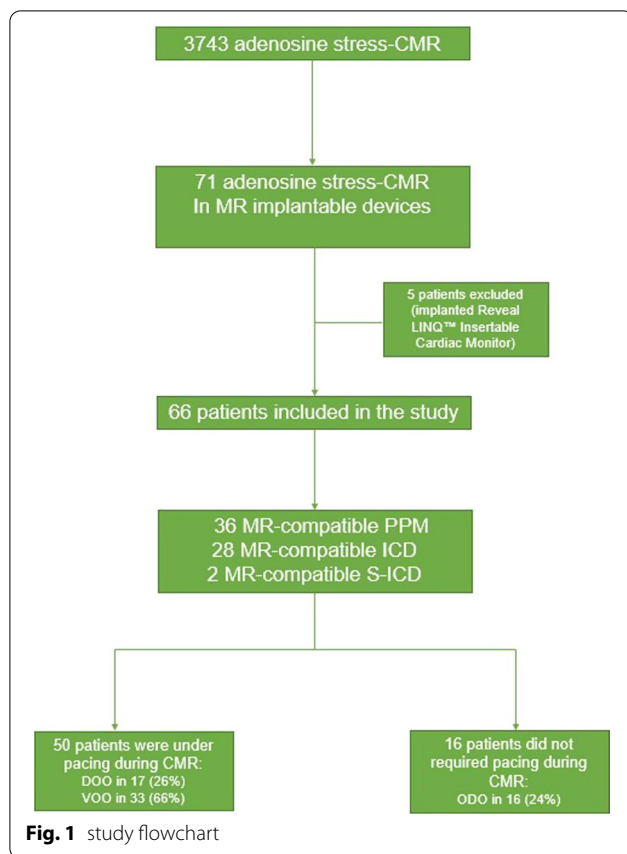 3743 adenosine stress-CMR
71 adenosine stress-CMR
In MR implantable devices
5 patients excluded
(implanted Reveal
LINQ™ Insertable
Cardiac Monitor)
66 patients included in the study
36 MR-compatible PPM
28 MR-compatible ICD
2 MR-compatible S-ICD
50 patients were under
pacing during CMR:
DOO in 17 (26%)
VOO in 33 (66%)
16 patients did not
required pacing during
CMR:
ODO in 16 (24%)
Fig. 1 study flowchart